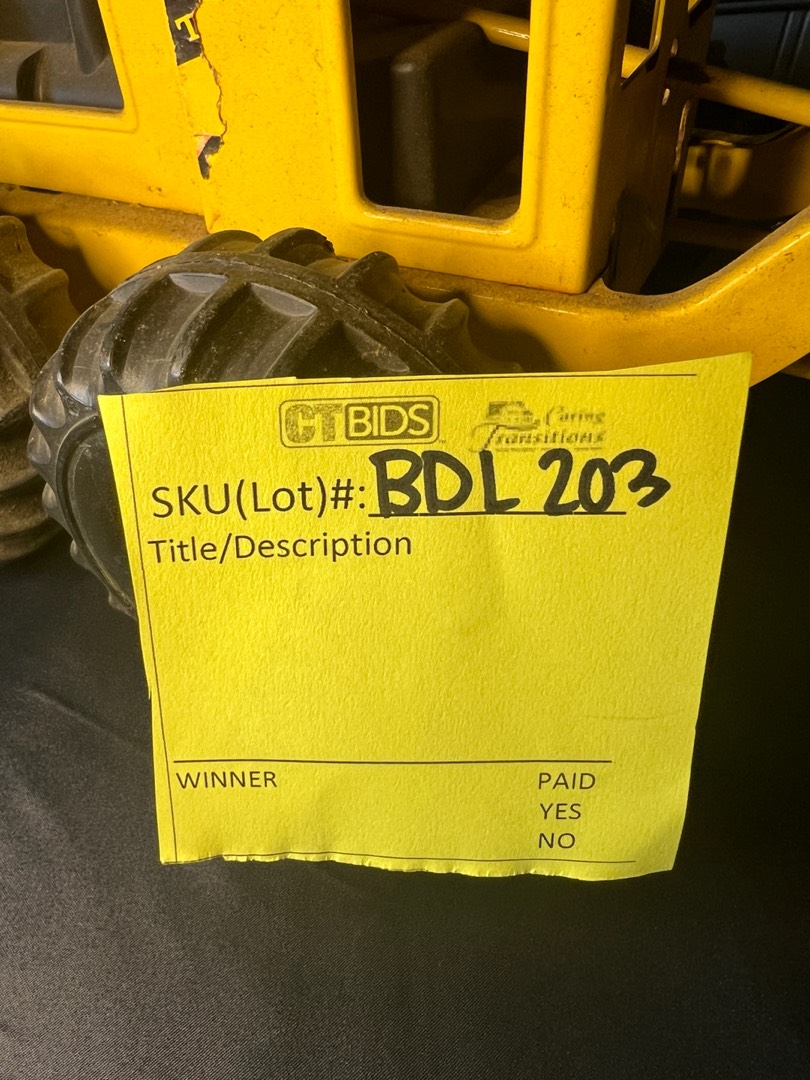 T
CTBIDS Caring Transitions
SKU(Lot)#: BDL 203
Title/Description
WINNER PAID
YES
NO